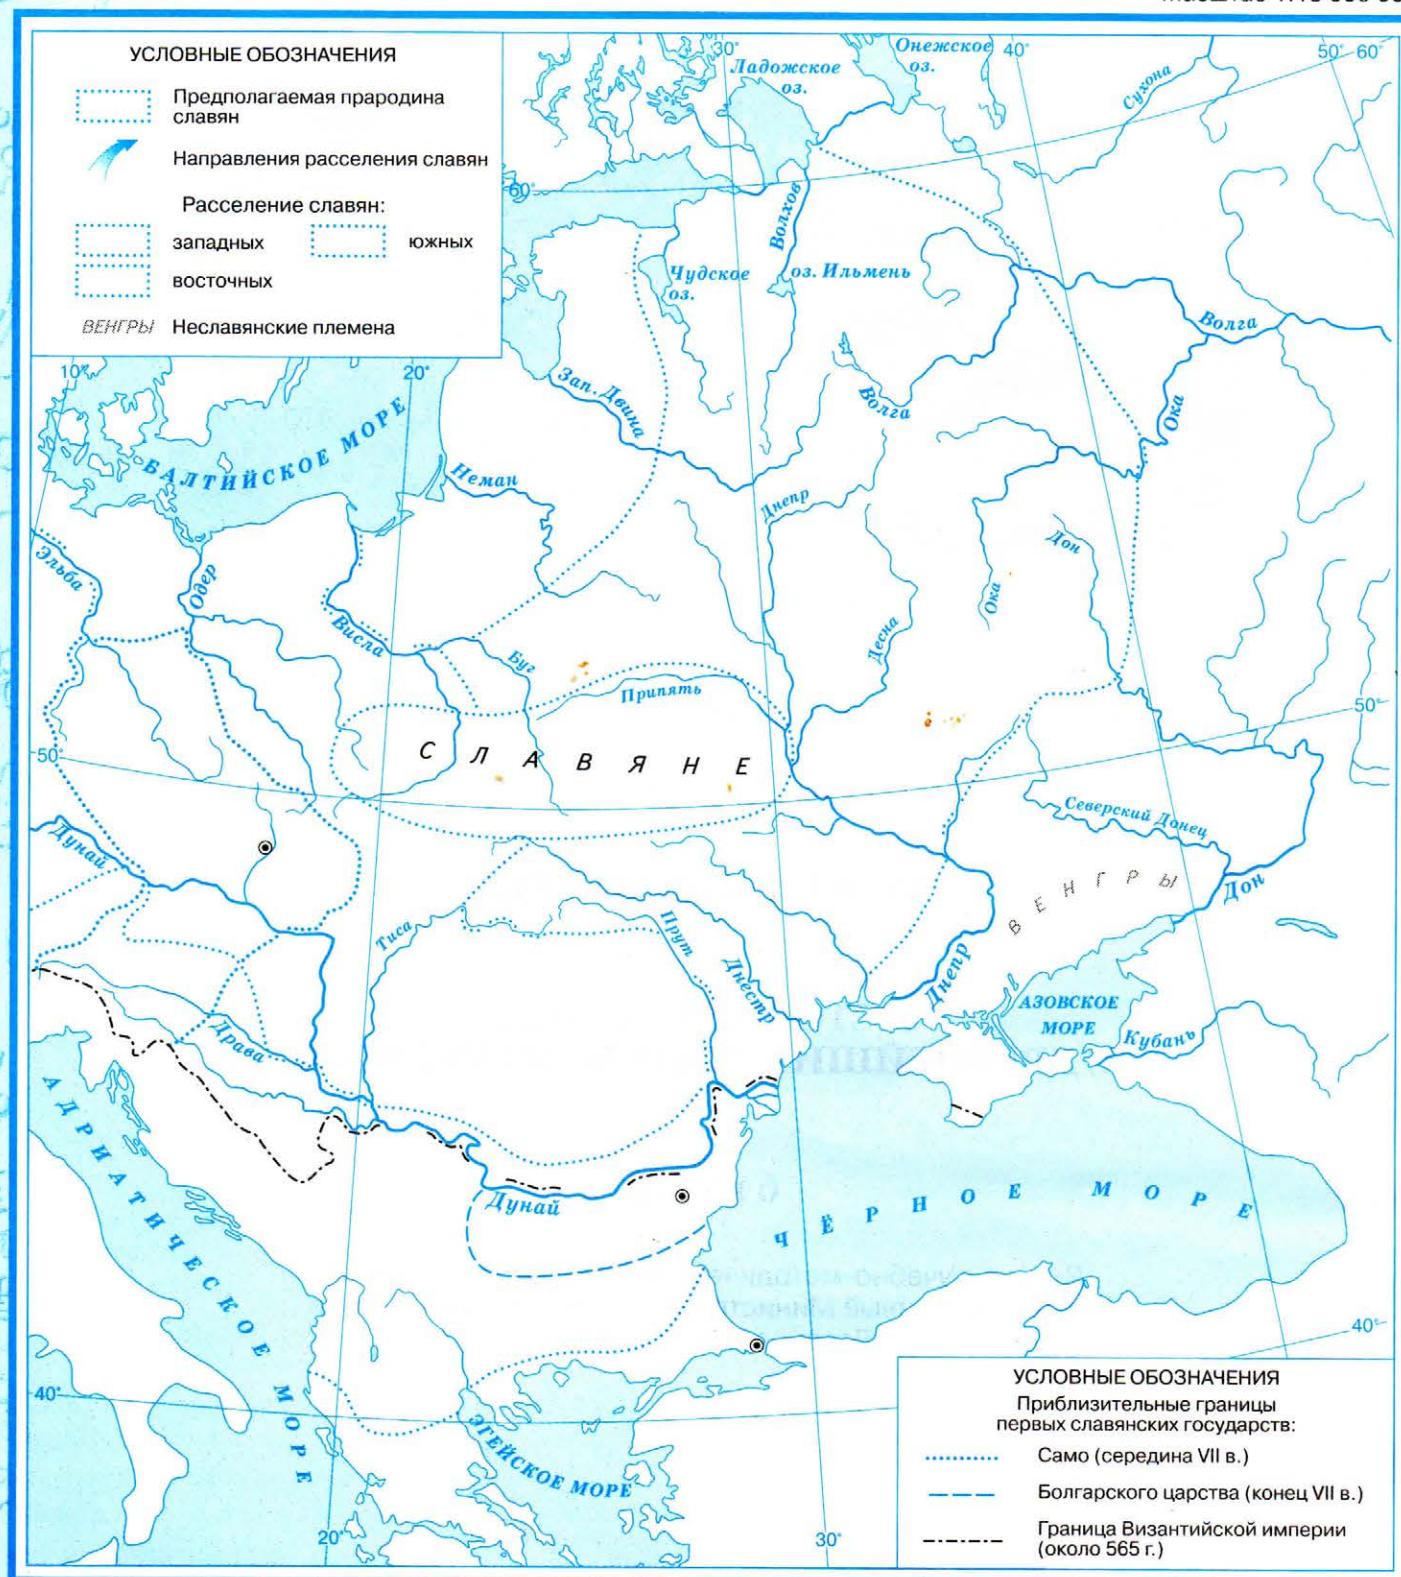 УСЛОВНЫЕ ОБОЗНАЧЕНИЯ
Предполагаемая прародина
славян
Направления расселения славян
Расселение славян:
западных
южных
восточных
ВЕНГРЫ
Неславянские племена
30°
40°
50°
60°
Ладожское
оз.
Онежское
оз.
Сухона
60°
Волхов
Чудское
оз.
оз. Ильмень
Волга
10°
20°
Зап. Двина
Волга
Ока
БАЛТИЙСКОЕ МОРЕ
Неман
Днепр
Дон
Эльба
Одер
Висла
Ока
Десна
Буг
Припять
50°
50°
СЛАВЯНЕ
Северский Донец
Дунай
ВЕНГРЫ
Дон
Тиса
Прут
Днестр
Днепр
АЗОВСКОЕ
МОРЕ
Кубань
Драва
АДРИАТИЧЕСКОЕ МОРЕ
Дунай
ЧЁРНОЕ МОРЕ
40°
40°
ЭГЕЙСКОЕ МОРЕ
20°
30°
УСЛОВНЫЕ ОБОЗНАЧЕНИЯ
Приблизительные границы
первых славянских государств:
Само (середина VII в.)
Болгарского царства (конец VII в.)
Граница Византийской империи
(около 565 г.)